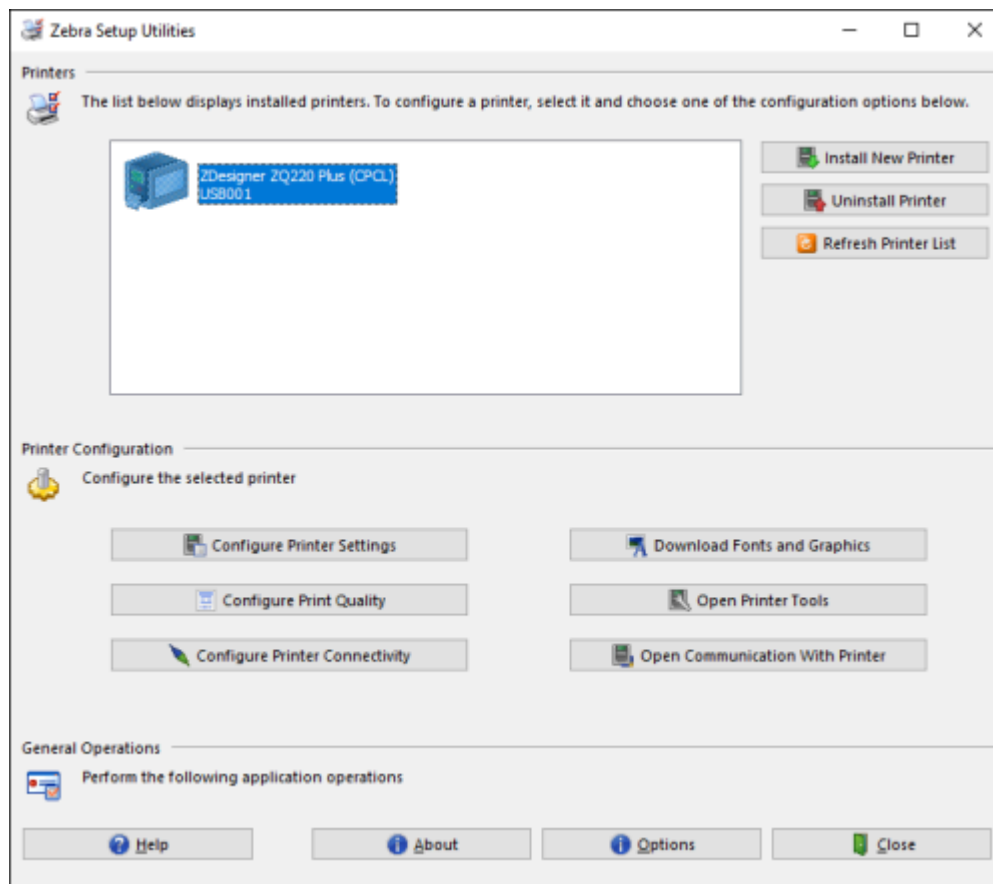 Zebra Setup Utilities
Printers
The list below displays installed printers. To configure a printer, select it and choose one of the configuration options below.
ZDesigner ZQ220 Plus (CPCL)
USB001
Install New Printer
Uninstall Printer
Refresh Printer List
Printer Configuration
Configure the selected printer
Configure Printer Settings
Download Fonts and Graphics
Configure Print Quality
Open Printer Tools
Configure Printer Connectivity
Open Communication With Printer
General Operations
Perform the following application operations
Help
About
Options
Close